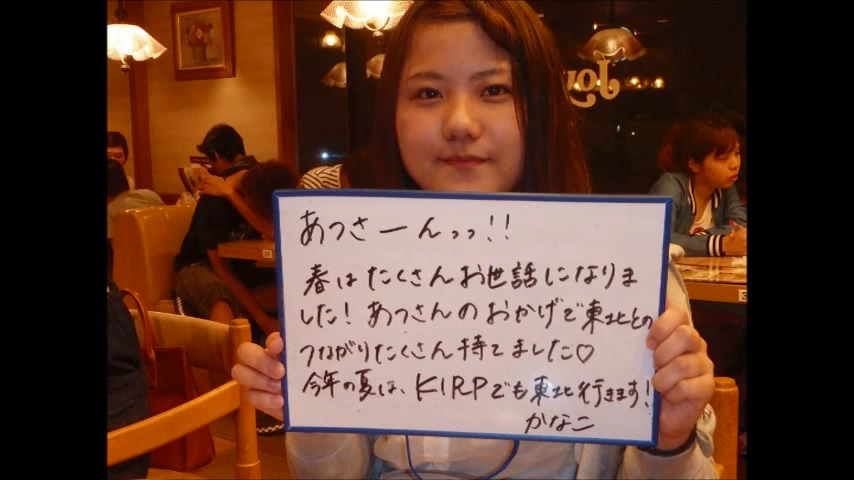 あつさーんっっ!!
春はたくさんお世話になりま
した!あつさんのおかげで東北との
つながりたくさん持てました♡
今年の夏は、KIRPでも東北行きます!
かなこ
Joy